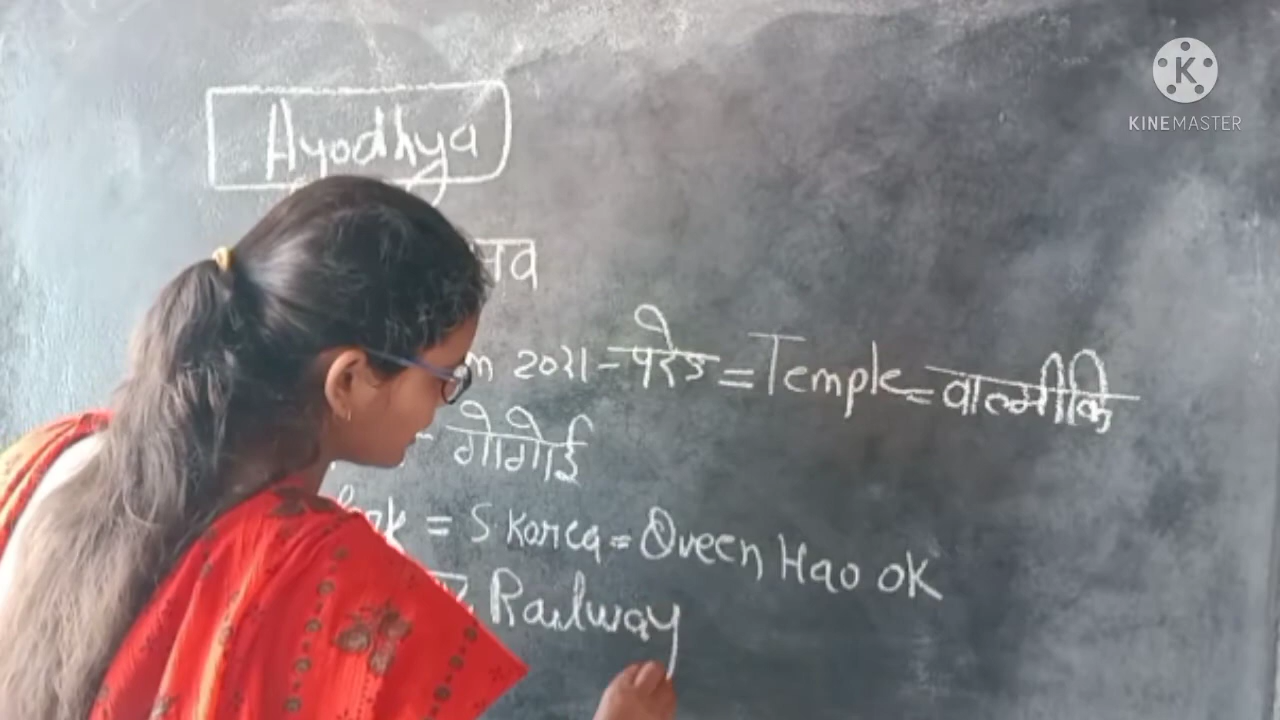 K
KINEMASTER
Ayodhya
2021 - परेड = Temple = वाल्मीकि
- गोगोई
= S Korea = Queen Hao OK
Railway